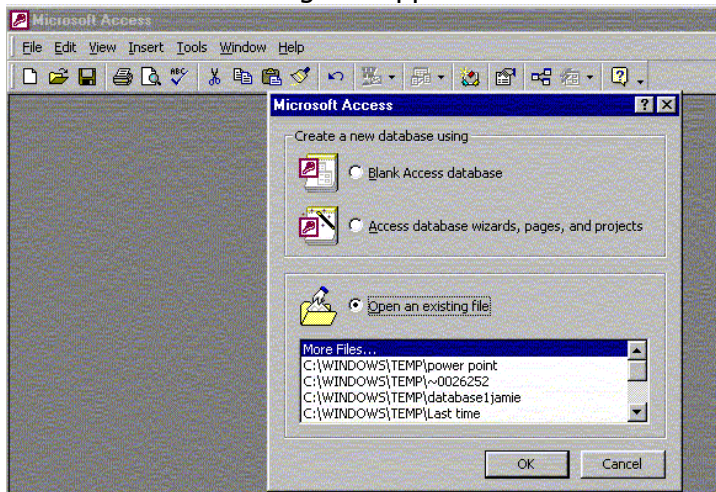 Microsoft Access
File Edit View Insert Tools Window Help
ABC
Microsoft Access
Create a new database using
Blank Access database
Access database wizards, pages, and projects
Open an existing file
More Files...
C:\WINDOWS\TEMP\power point
C:\WINDOWS\TEMP\~0026252
C:\WINDOWS\TEMP\database1jamie
C:\WINDOWS\TEMP\Last time
OK Cancel